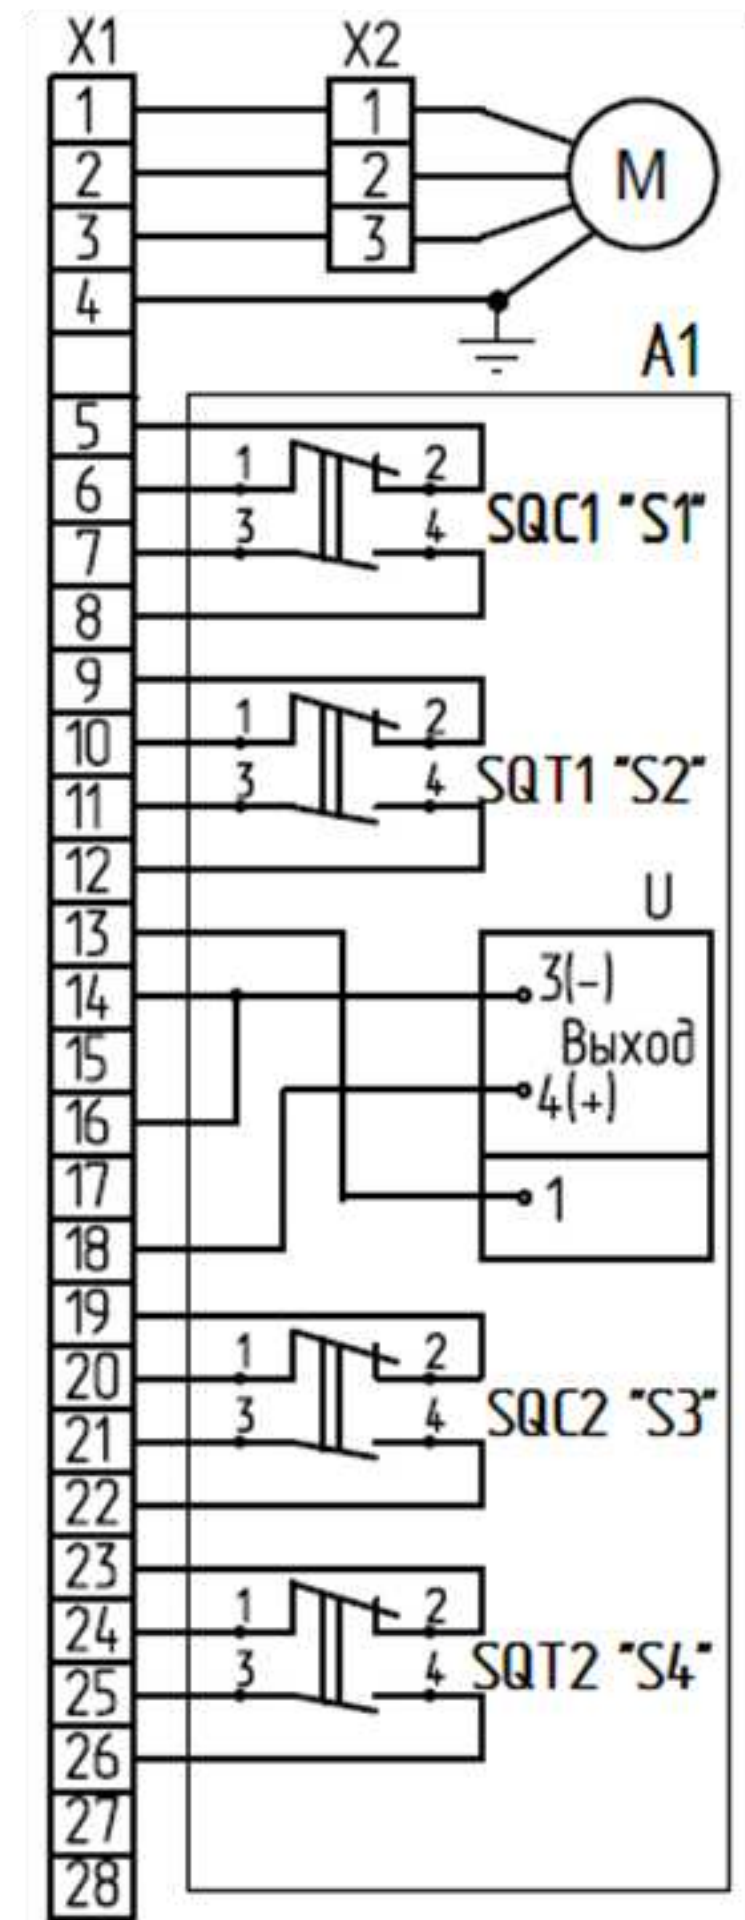 X1 X2
1 1
2 2 M
3 3
4
A1
5
6 1 2
SQC1 "S1"
7 3 4
8
9
10 1 2
SQT1 "S2"
11 3 4
12
U
13
14 3(-)
Выход
15
16 4(+)
17 1
18
19
20 1 2
SQC2 "S3"
21 3 4
22
23
24 1 2
SQT2 "S4"
25 3 4
26
27
28